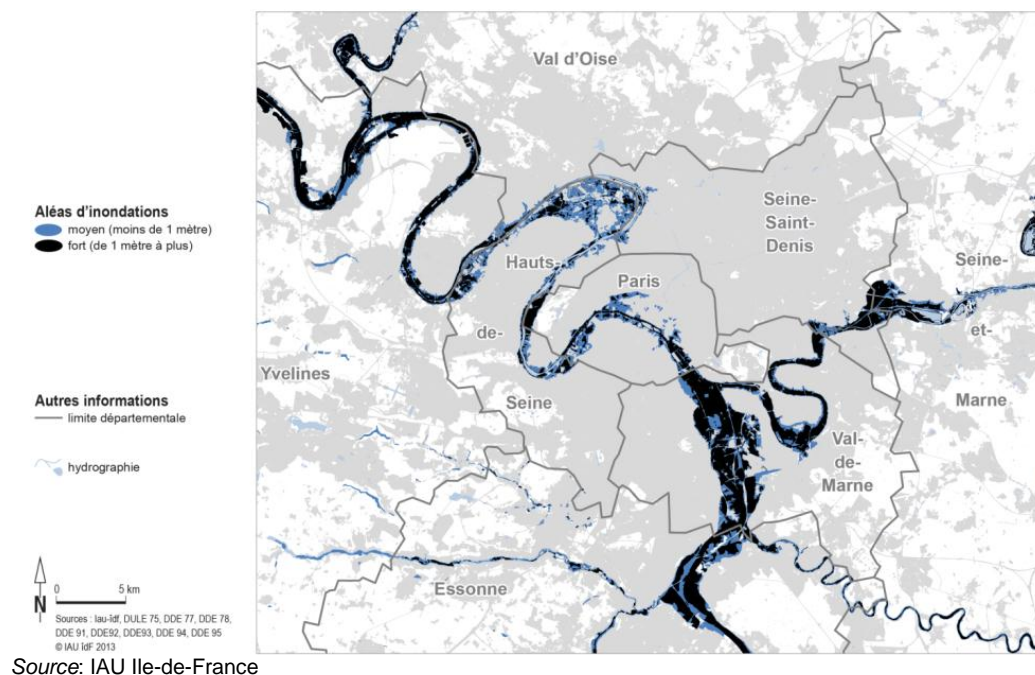 Aléas d'inondations
moyen (moins de 1 mètre)
fort (de 1 mètre à plus)
Autres informations
limite départementale
hydrographie
N
0 5 km
Sources : Iau-îdf, DULE 75, DDE 77, DDE 78,
DDE 91, DDE92, DDE93, DDE 94, DDE 95
© IAU îdF 2013
Val d'Oise
Seine-
Saint-
Denis
Hauts-
Paris
Seine-
de-
et-
Yvelines
Seine
Marne
Val-
de-
Marne
Essonne
Source: IAU Ile-de-France